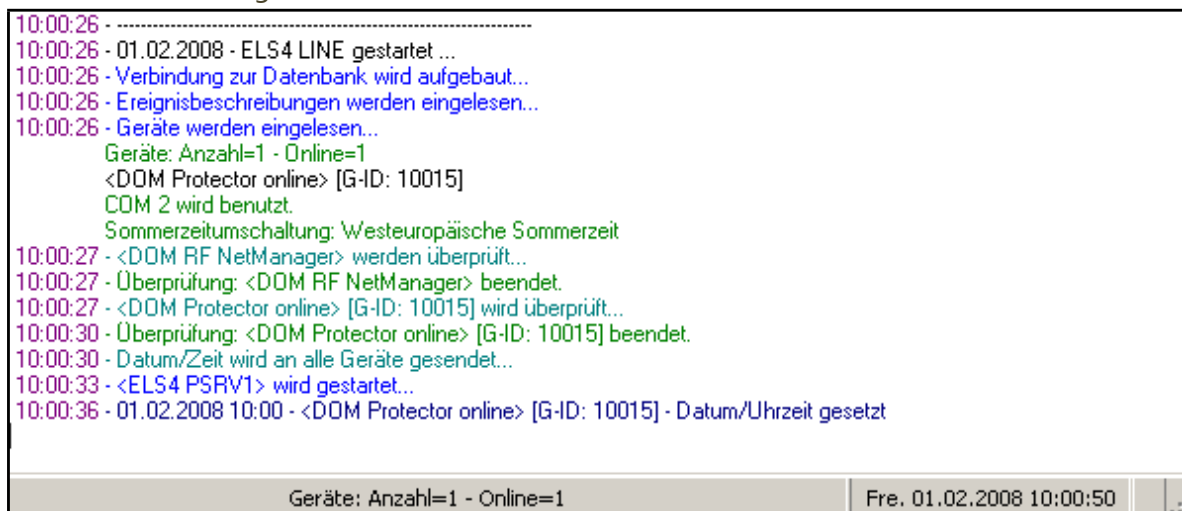 10:00:26 - ------------------------------------------------------------------------
10:00:26 - 01.02.2008 - ELS4 LINE gestartet ...
10:00:26 - Verbindung zur Datenbank wird aufgebaut...
10:00:26 - Ereignisbeschreibungen werden eingelesen...
10:00:26 - Geräte werden eingelesen...
Geräte: Anzahl=1 - Online=1
<DOM Protector online> [G-ID: 10015]
COM 2 wird benutzt.
Sommerzeitumschaltung: Westeuropäische Sommerzeit
10:00:27 - <DOM RF NetManager> werden überprüft...
10:00:27 - Überprüfung: <DOM RF NetManager> beendet.
10:00:27 - <DOM Protector online> [G-ID: 10015] wird überprüft...
10:00:30 - Überprüfung: <DOM Protector online> [G-ID: 10015] beendet.
10:00:30 - Datum/Zeit wird an alle Geräte gesendet...
10:00:33 - <ELS4 PSRV1> wird gestartet...
10:00:36 - 01.02.2008 10:00 - <DOM Protector online> [G-ID: 10015] - Datum/Uhrzeit gesetzt
Geräte: Anzahl=1 - Online=1
Fre. 01.02.2008 10:00:50